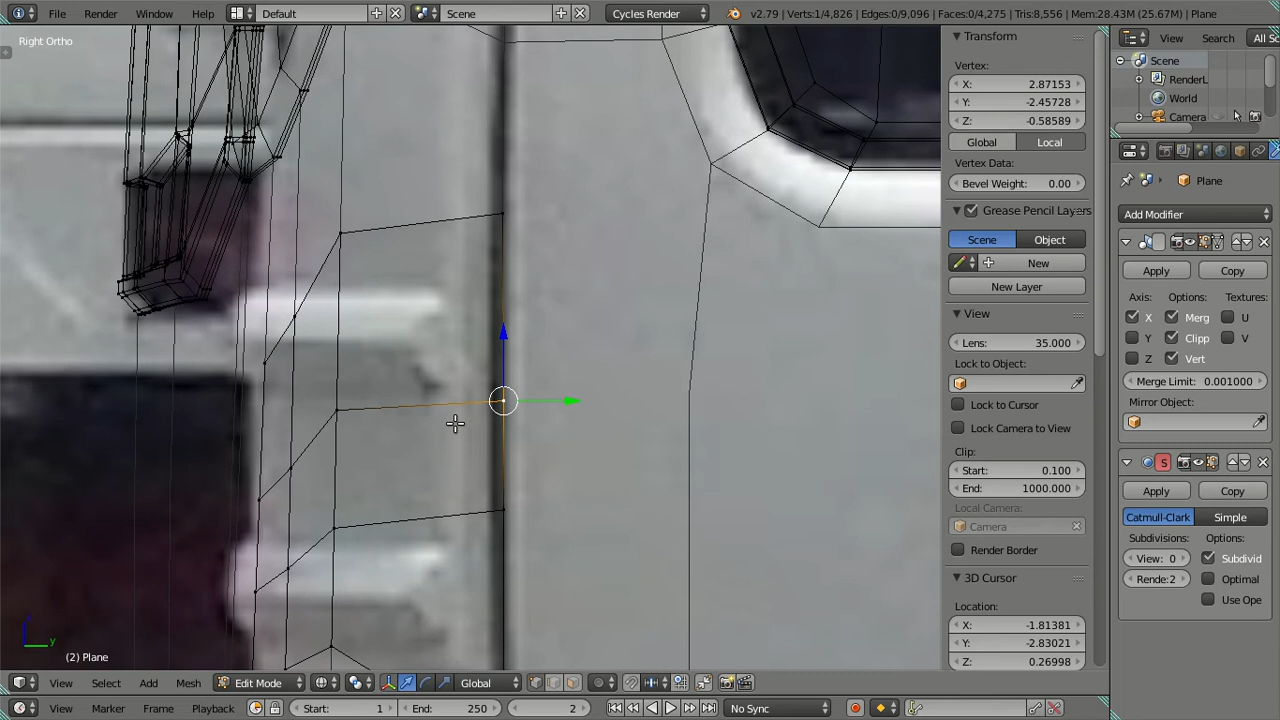 File Render Window Help Default Scene Cycles Render v2.79 | Verts:1/4,826 | Edges:0/9,096 | Faces:0/4,275 | Tris:8,556 | Mem:28.43M (25.67M) | Plane
Right Ortho
Transform
Vertex:
X: 2.87153
Y: -2.45728
Z: -0.58589
Global Local
Vertex Data:
Bevel Weight: 0.00
Grease Pencil Layers
Scene Object
New
New Layer
View
Lens: 35.000
Lock to Object:
Lock to Cursor
Lock Camera to View
Clip:
Start: 0.100
End: 1000.000
Local Camera:
Camera
Render Border
3D Cursor
Location:
X: -1.81381
Y: -2.83021
Z: 0.26998
View Search All Sc
Scene
RenderL
World
Camera
Plane
Add Modifier
Apply Copy
Axis: Options: Textures:
X Merg U
Y Clipp V
Z Vert
Merge Limit: 0.001000
Mirror Object:
S
Apply Copy
Catmull-Clark Simple
Subdivisions: Options:
View: 0 Subdivid
Rende:2 Optimal
Use Ope
z
y
(2) Plane
View Select Add Mesh Edit Mode Global
View Marker Frame Playback Start: 1 End: 250 2 No Sync